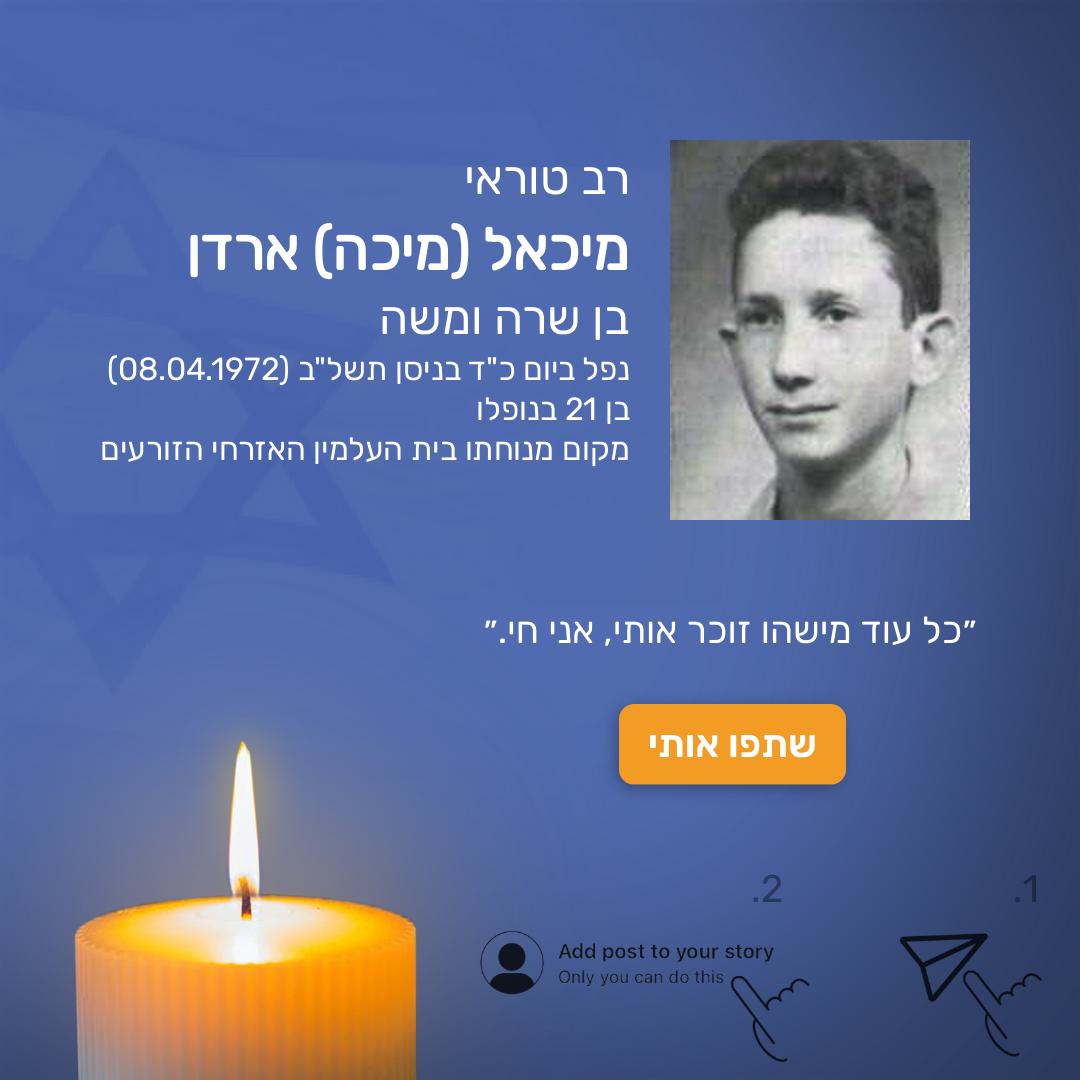 רב טוראי
מיכאל (מיכה) ארדן
בן שרה ומשה
נפל ביום כ"ד בניסן תשל"ב (08.04.1972)
בן 21 בנופלו
מקום מנוחתו בית העלמין האזרחי הזורעים
״כל עוד מישהו זוכר אותי, אני חי.״
שתפו אותי
1.
2.
Add post to your story
Only you can do this